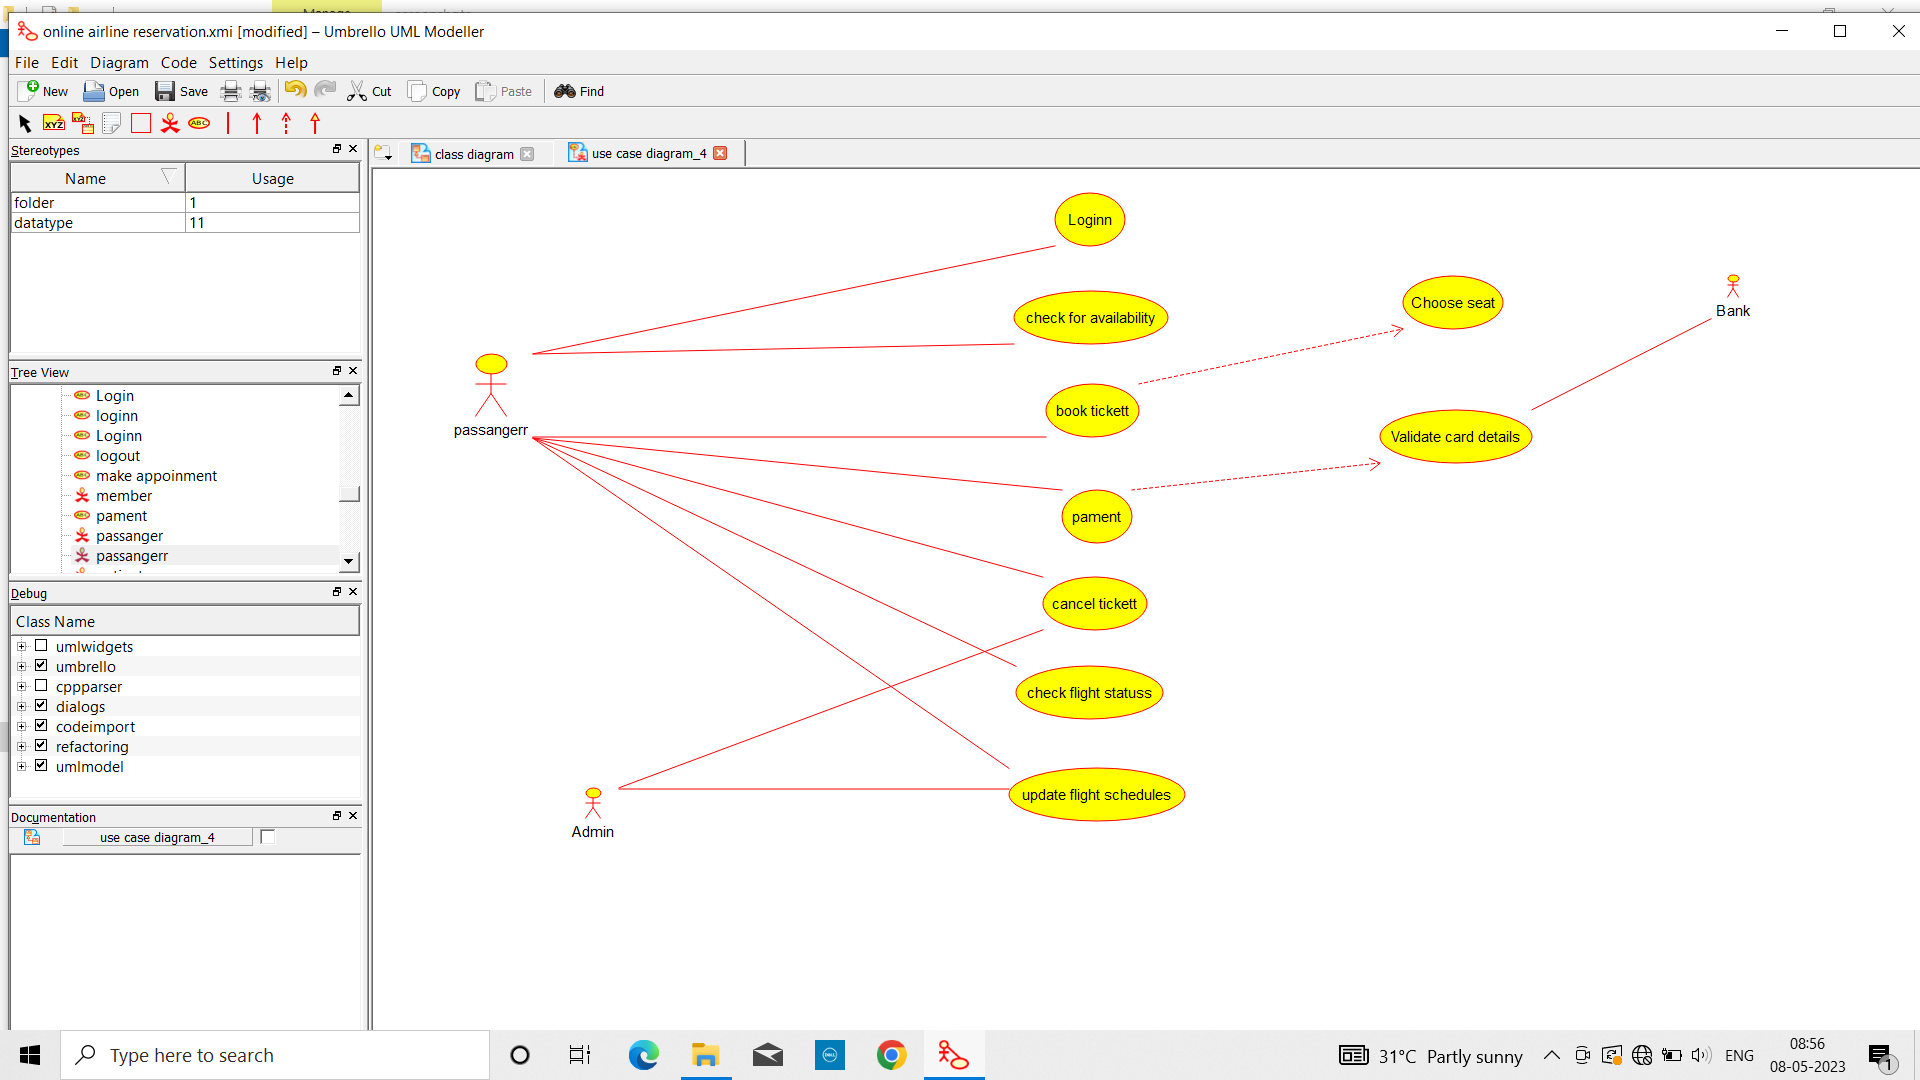 online airline reservation.xmi [modified] – Umbrello UML Modeller
File Edit Diagram Code Settings Help
New Open Save Cut Copy Paste Find
XYZ XYZ ABC
Stereotypes
class diagram use case diagram_4
Name Usage
folder 1
datatype 11
Tree View
Login
loginn
Loginn
logout
make appoinment
member
pament
passanger
passangerr
Debug
Class Name
umlwidgets
umbrello
cppparser
dialogs
codeimport
refactoring
umlmodel
Documentation
use case diagram_4
Loginn
check for availability
Choose seat
Bank
book tickett
passangerr
Validate card details
pament
cancel tickett
check flight statuss
update flight schedules
Admin
Type here to search
DELL
31°C Partly sunny
ENG
08:56
08-05-2023
1